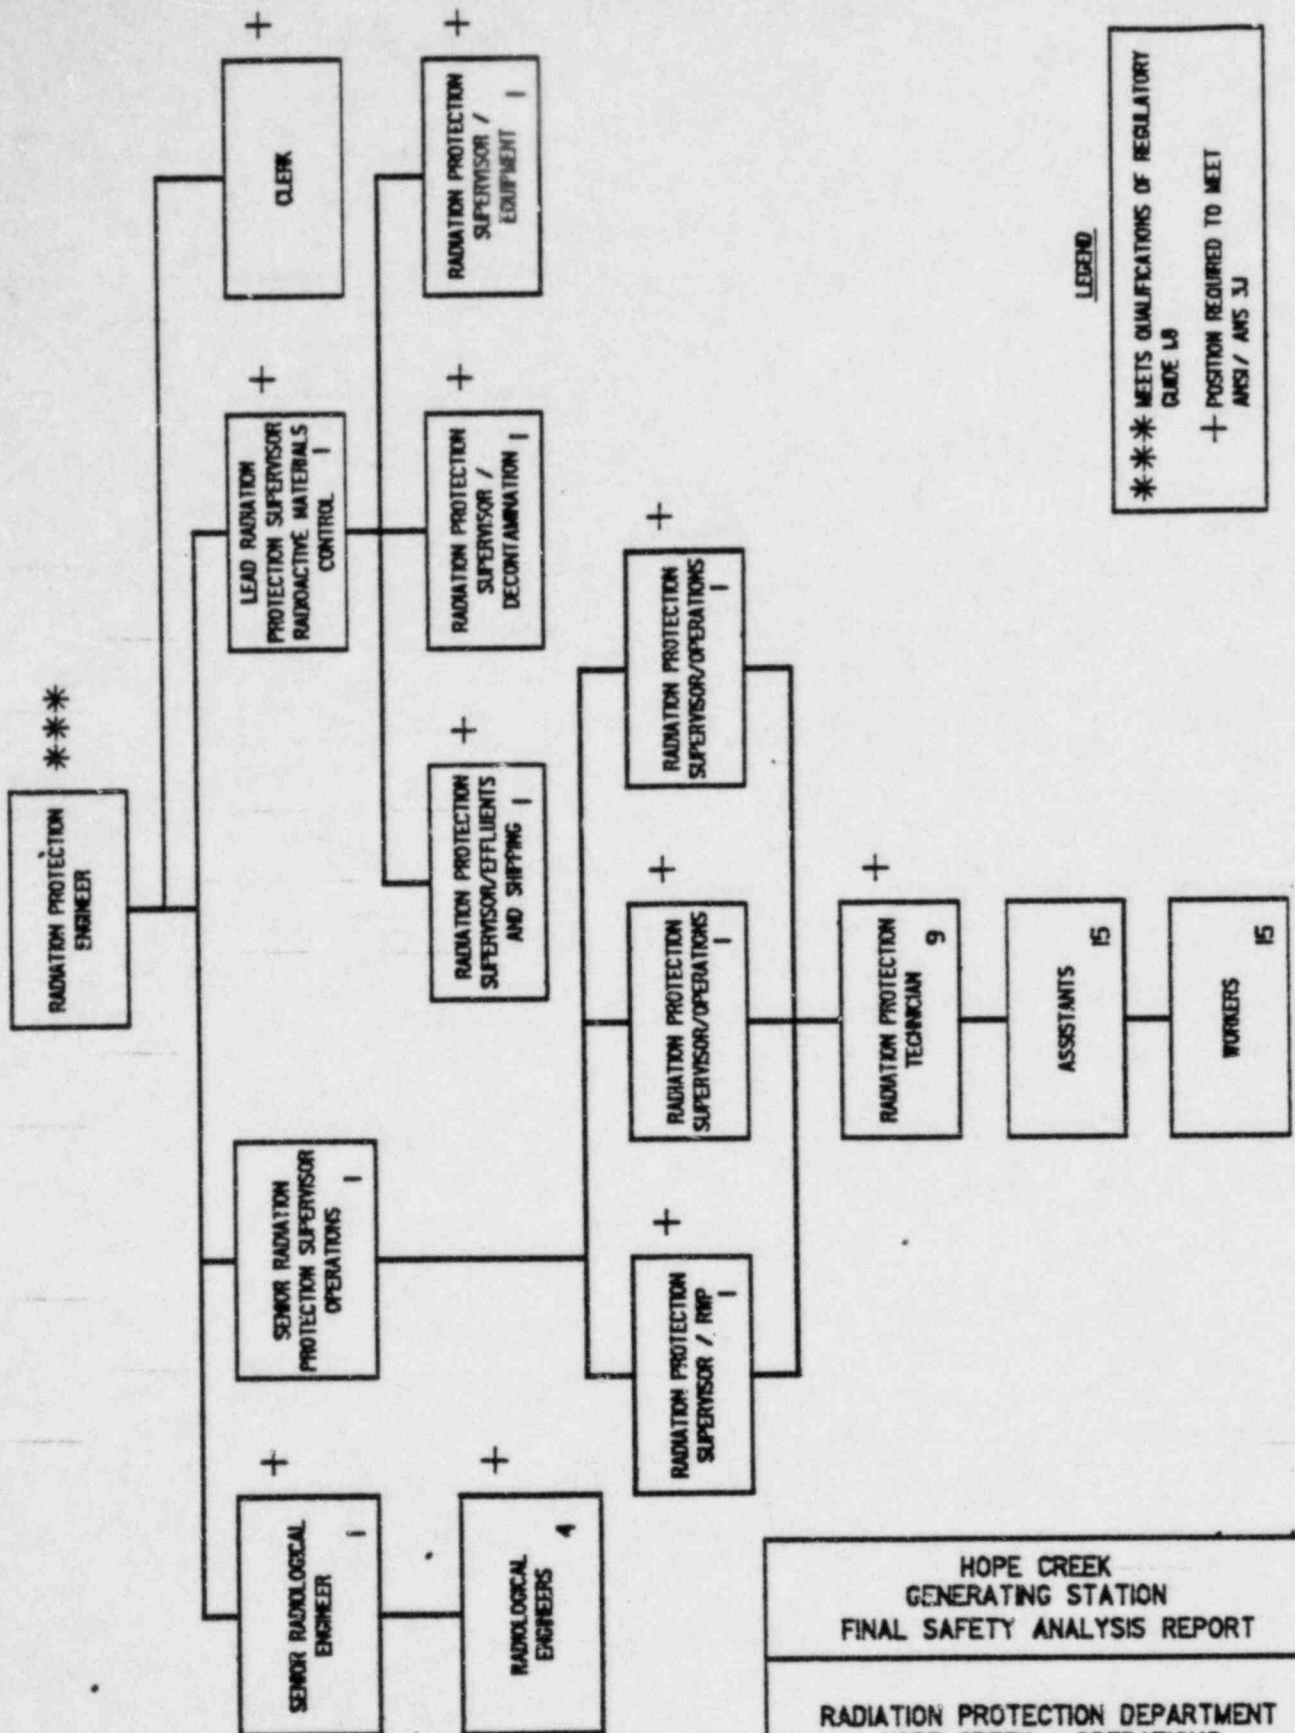 RADIATION PROTECTION
ENGINEER
***
SENIOR RADIOLOGICAL
ENGINEER
1
+
RADIOLOGICAL
ENGINEERS
4
+
SENIOR RADIATION
PROTECTION SUPERVISOR
OPERATIONS
1
LEAD RADIATION
PROTECTION SUPERVISOR
RADIOACTIVE MATERIALS
CONTROL
1
+
CLERK
+
RADIATION PROTECTION
SUPERVISOR/EFFLUENTS
AND SHIPPING
1
+
RADIATION PROTECTION
SUPERVISOR /
DECONTAMINATION
1
+
RADIATION PROTECTION
SUPERVISOR /
EQUIPMENT
1
+
RADIATION PROTECTION
SUPERVISOR / RWP
1
+
RADIATION PROTECTION
SUPERVISOR/OPERATIONS
1
+
RADIATION PROTECTION
SUPERVISOR/OPERATIONS
1
+
RADIATION PROTECTION
TECHNICIAN
9
+
ASSISTANTS
15
WORKERS
15
LEGEND
*** MEETS QUALIFICATIONS OF REGULATORY
GUIDE 1.8
+ POSITION REQUIRED TO MEET
ANSI/ ANS 3.1
HOPE CREEK
GENERATING STATION
FINAL SAFETY ANALYSIS REPORT
RADIATION PROTECTION DEPARTMENT